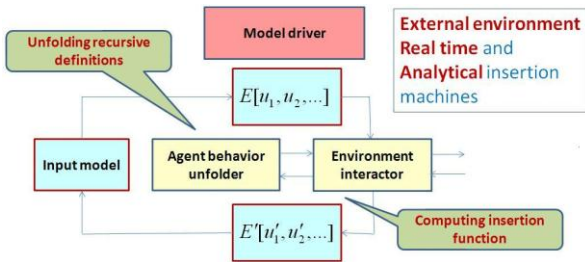 Unfolding recursive
definitions
Model driver
External environment
Real time and
Analytical insertion
machines
E[u₁,u₂,...]
Input model
Agent behavior
unfolder
Environment
interactor
E′[u′₁,u′₂,...]
Computing insertion
function